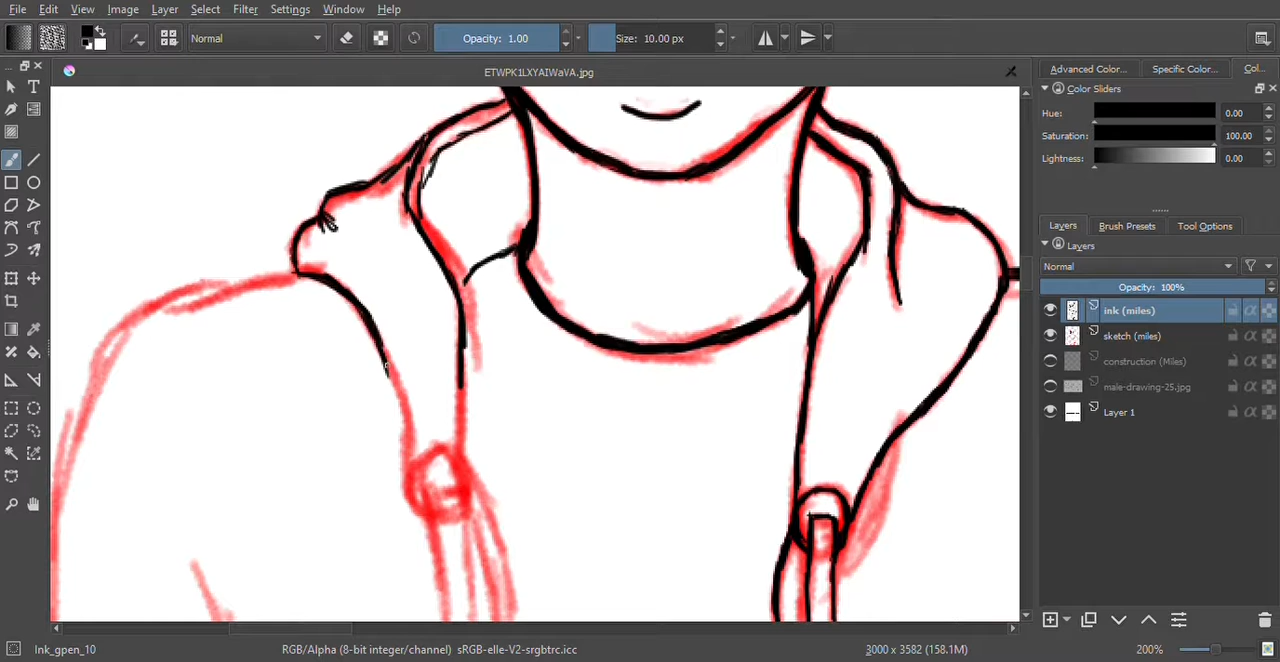 File Edit View Image Layer Select Filter Settings Window Help
Normal Opacity: 1.00 Size: 10.00 px
ETWPK1LXYAIWaVA.jpg
Advanced Color... Specific Color... Col...
Color Sliders
Hue: 0.00
Saturation: 100.00
Lightness: 0.00
Layers Brush Presets Tool Options
Layers
Normal
Opacity: 100%
ink (miles)
sketch (miles)
construction (Miles)
male-drawing-25.jpg
Layer 1
Ink_gpen_10 RGB/Alpha (8-bit integer/channel) sRGB-elle-V2-srgbtrc.icc 3000 x 3582 (158.1M) 200%